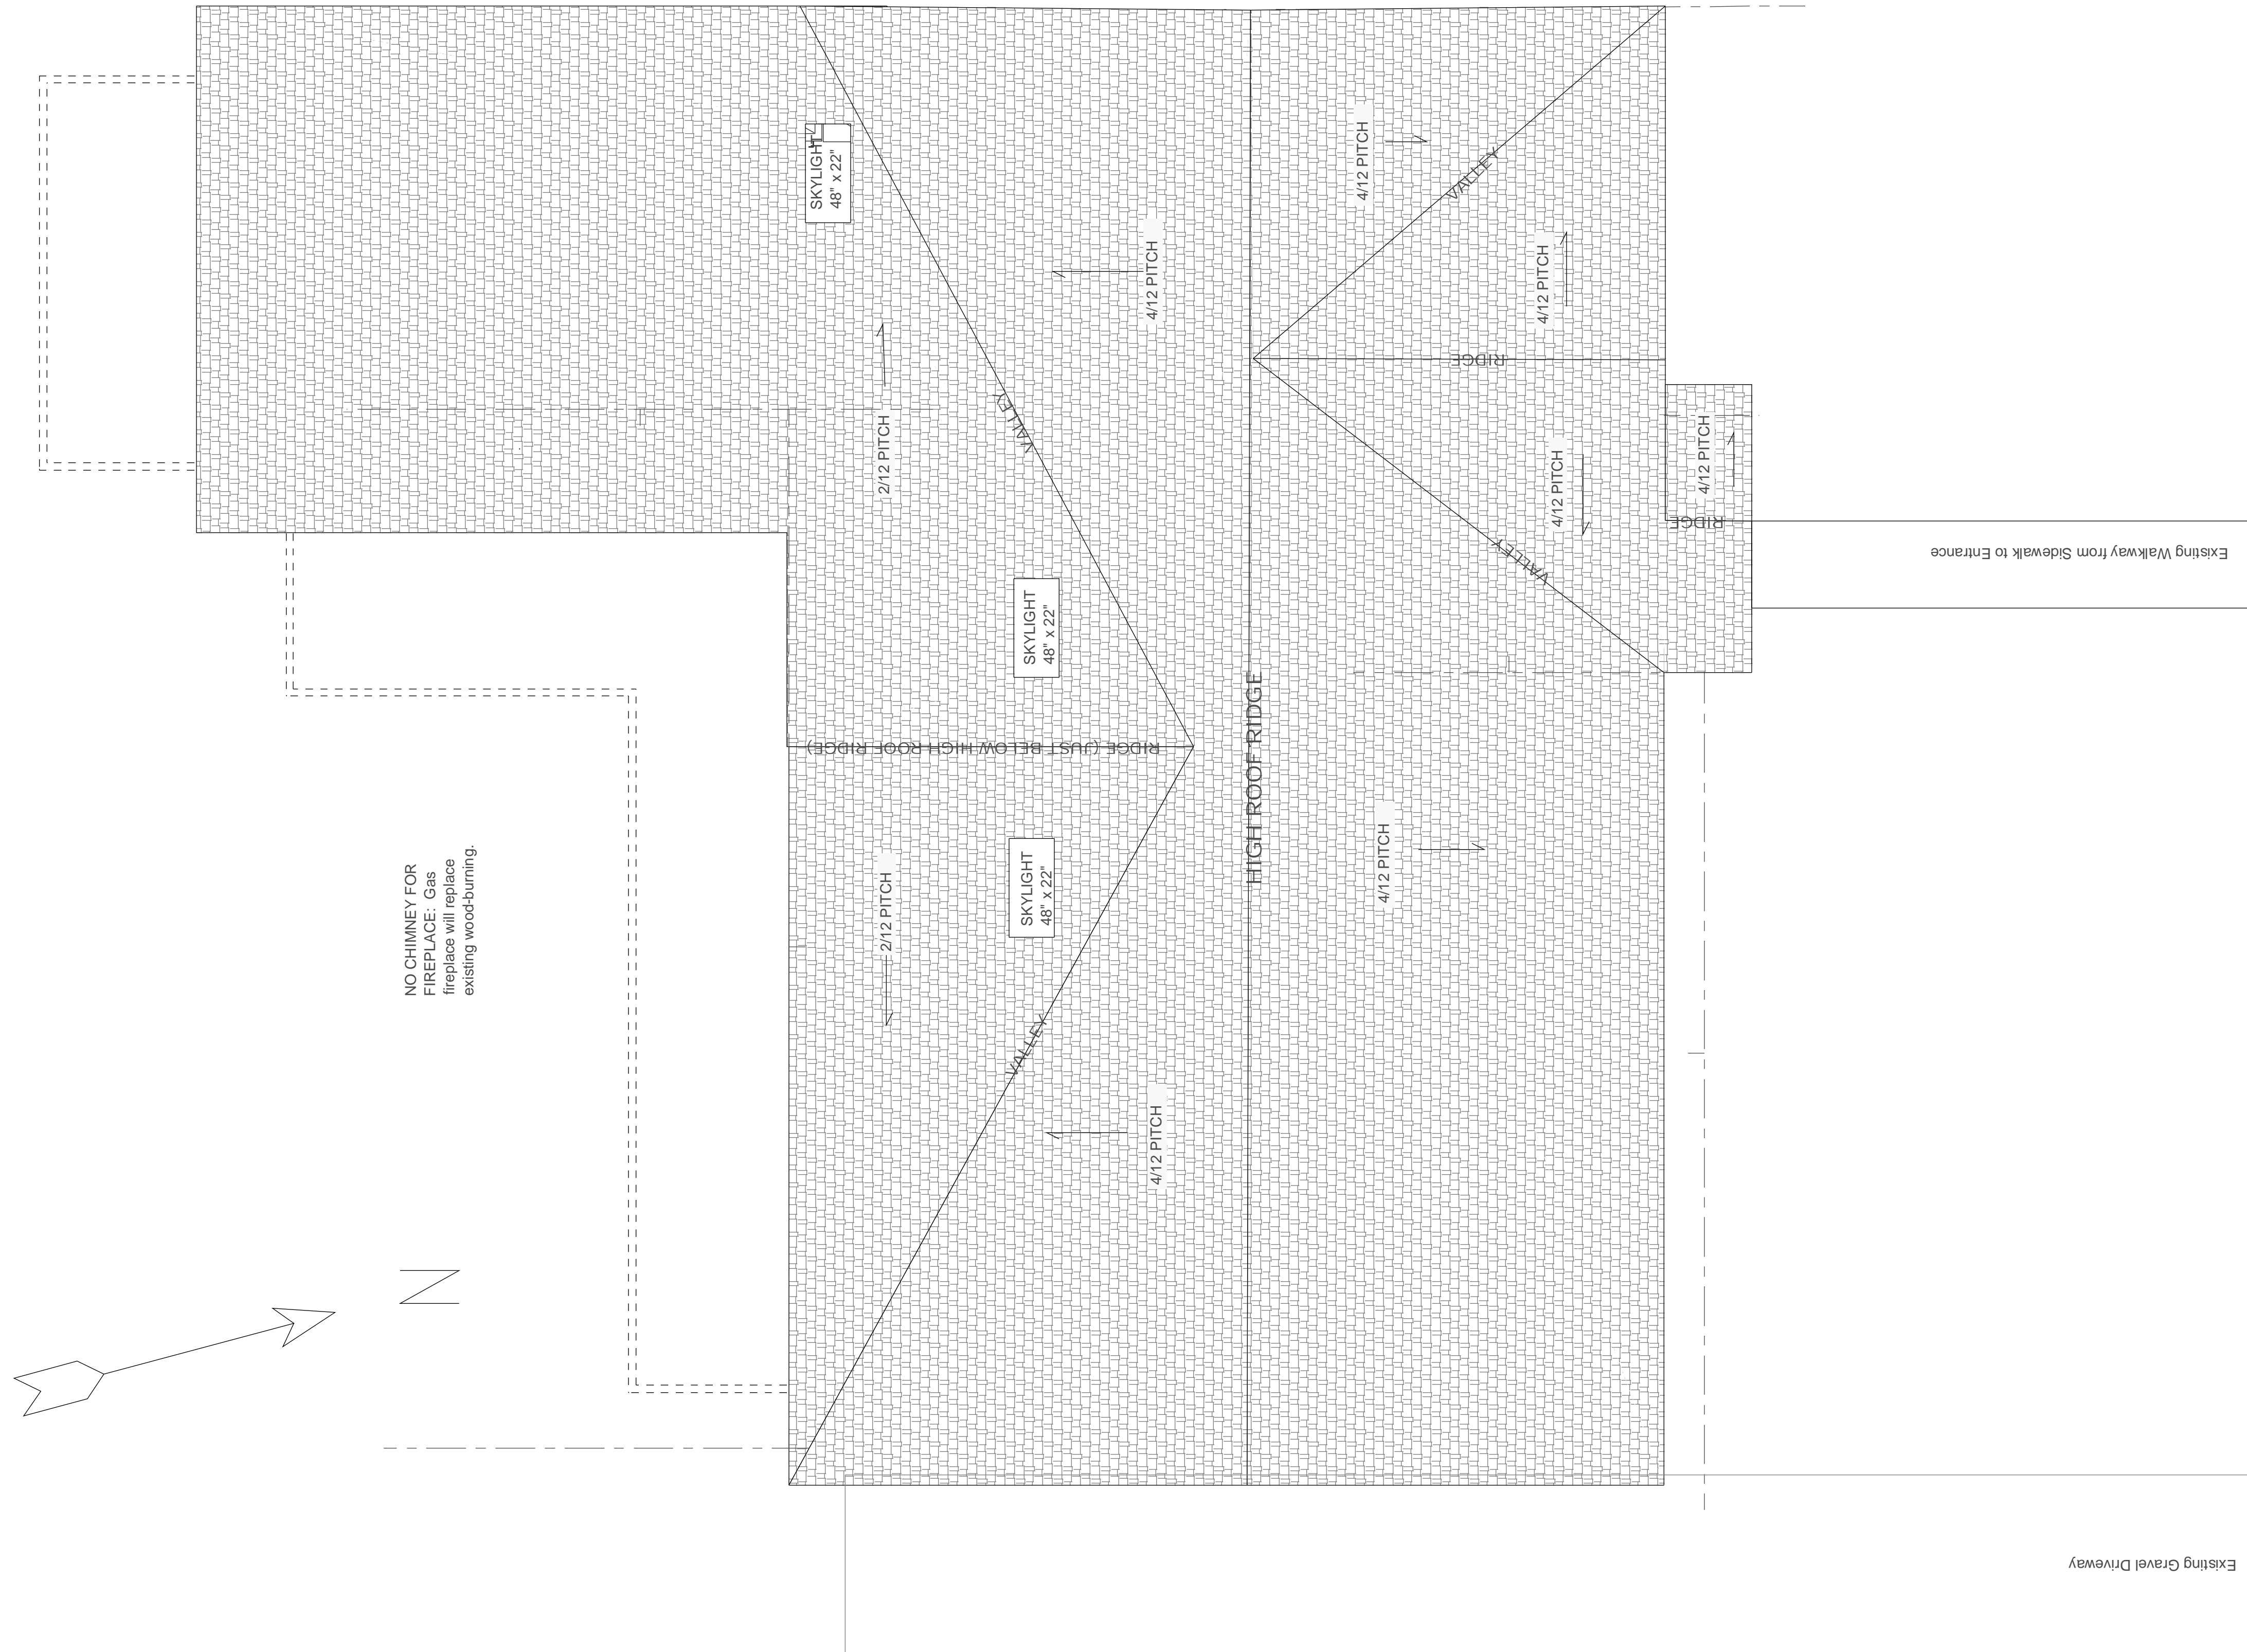 SKYLIGHT
48" x 22"
4/12 PITCH
VALLEY
4/12 PITCH
4/12 PITCH
RIDGE
VALLEY
2/12 PITCH
4/12 PITCH
4/12 PITCH
RIDGE
VALLEY
Existing Walkway from Sidewalk to Entrance
SKYLIGHT
48" x 22"
RIDGE (JUST BELOW HIGH ROOF RIDGE)
HIGH ROOF RIDGE
NO CHIMNEY FOR
FIREPLACE: Gas
fireplace will replace
existing wood-burning.
2/12 PITCH
SKYLIGHT
48" x 22"
4/12 PITCH
VALLEY
4/12 PITCH
N
Existing Gravel Driveway